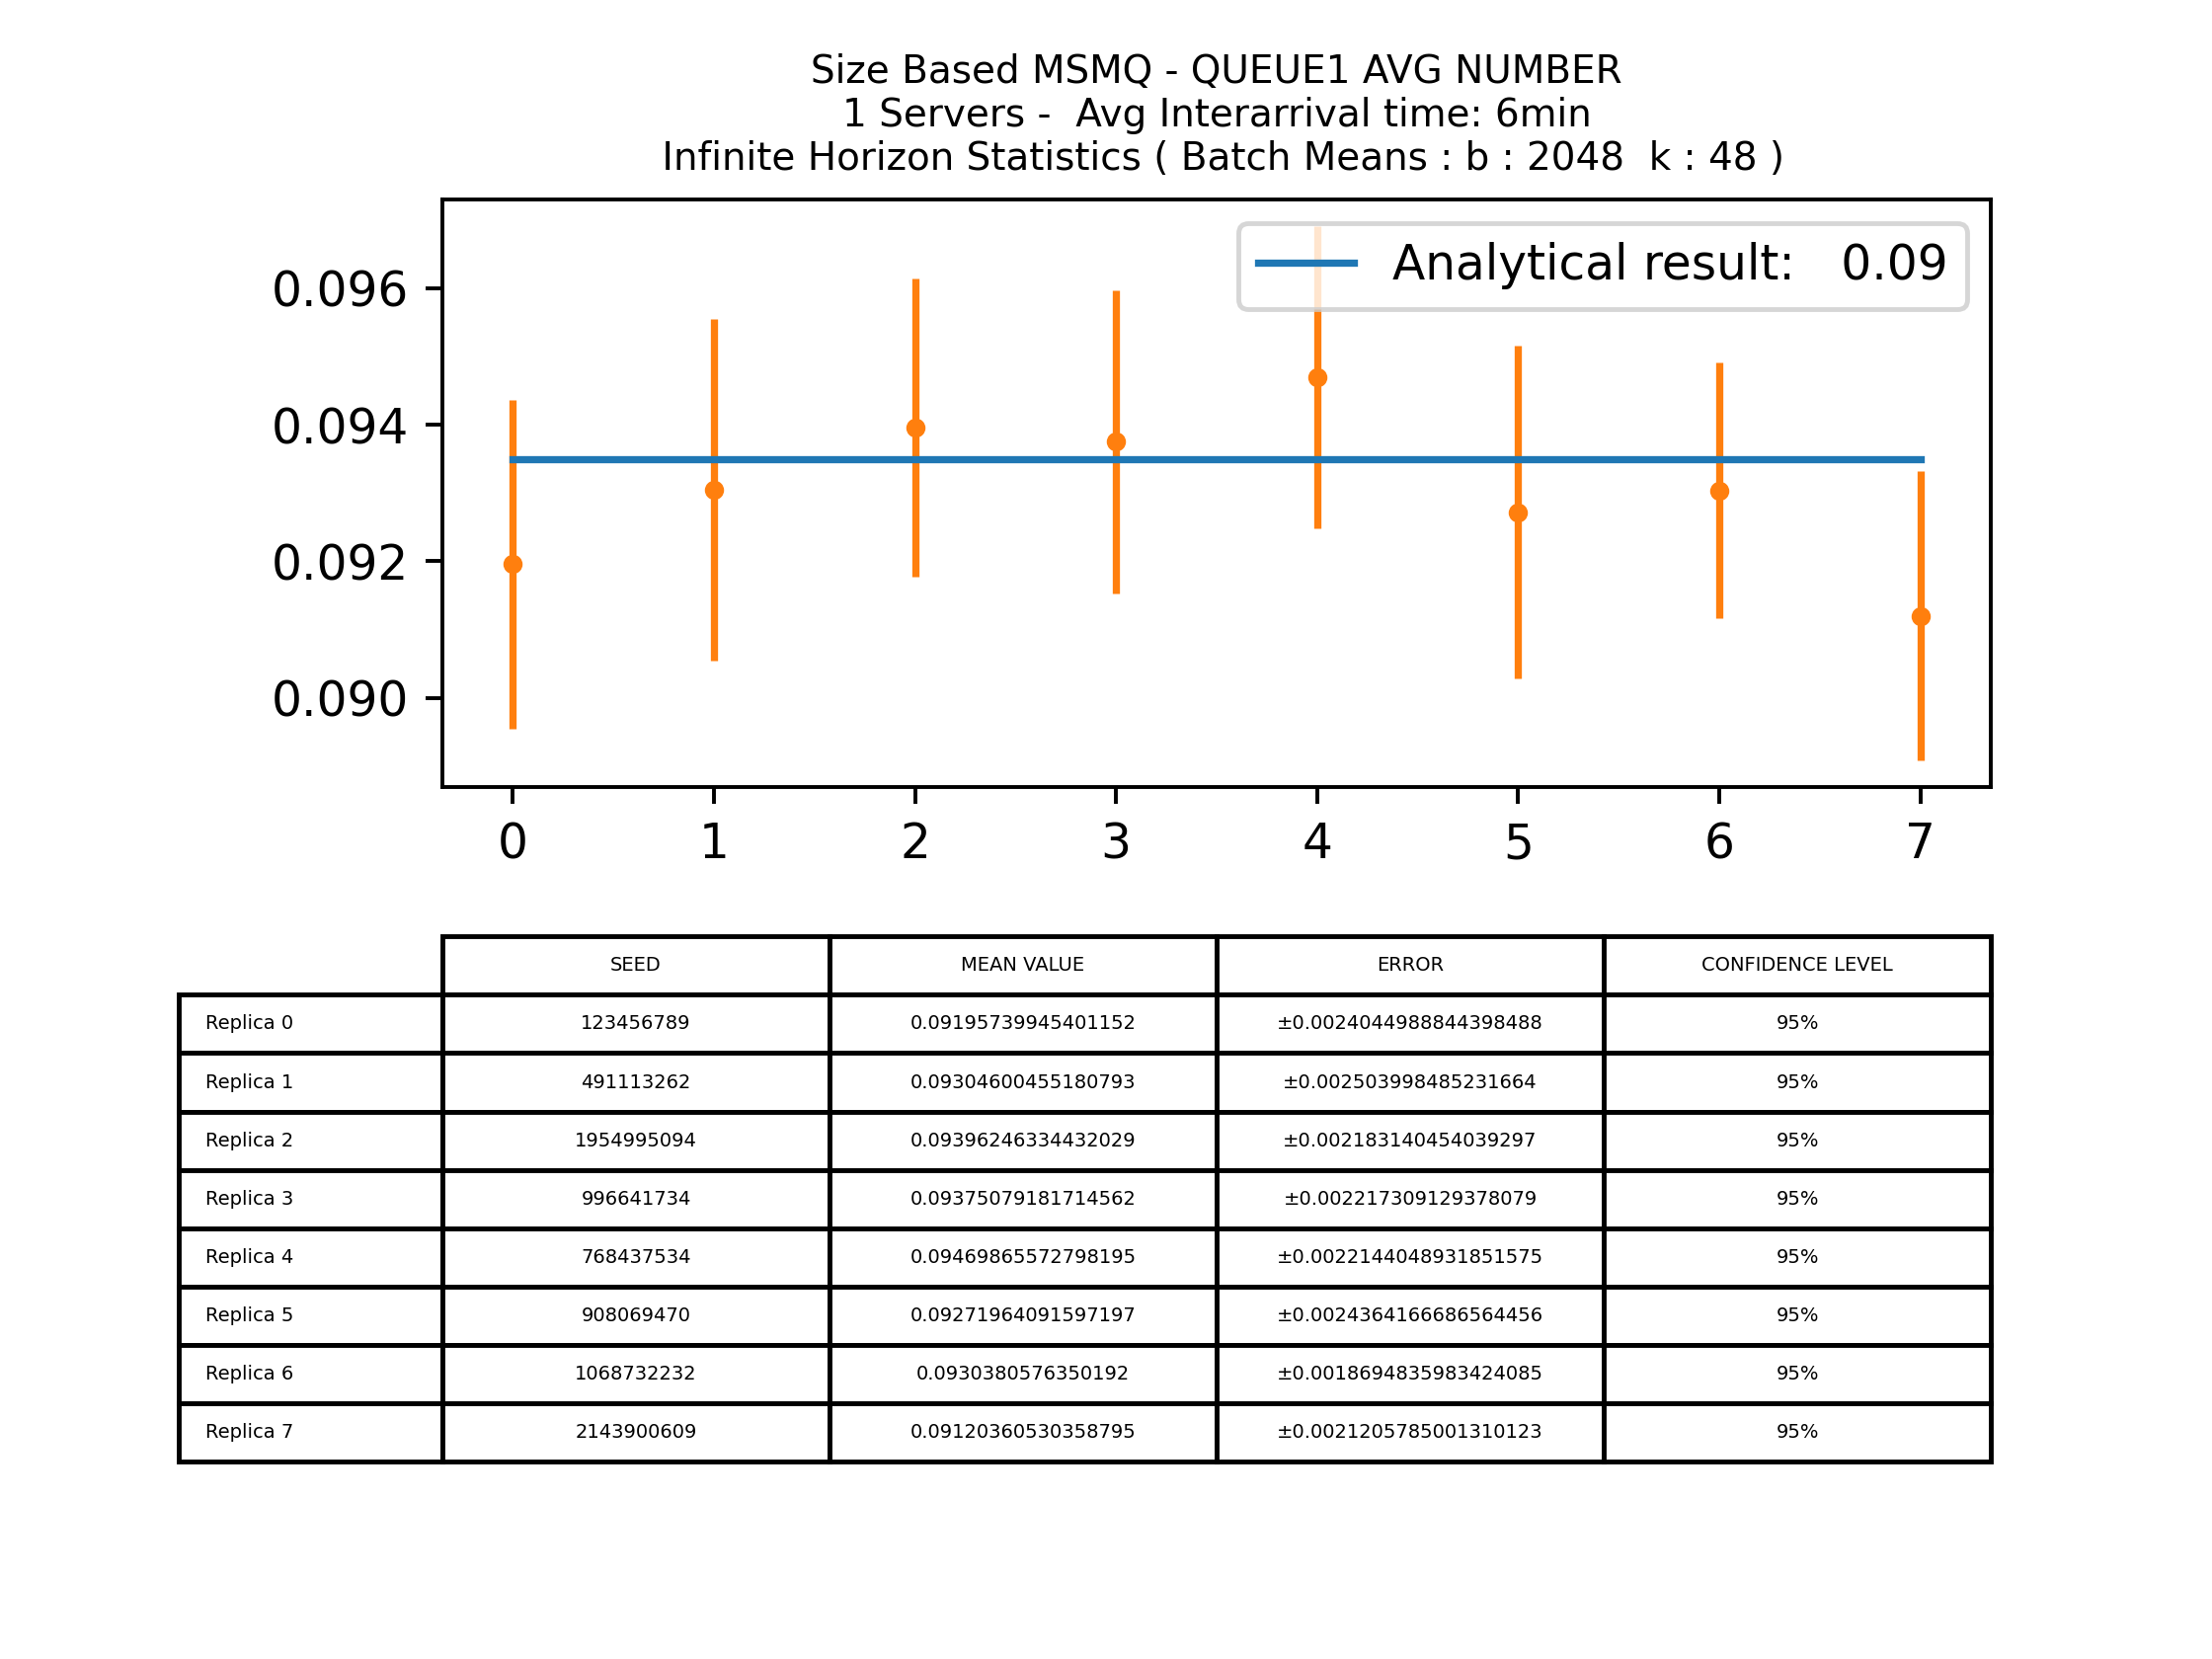 Size Based MSMQ - QUEUE1 AVG NUMBER
1 Servers -  Avg Interarrival time: 6min
Infinite Horizon Statistics ( Batch Means : b : 2048  k : 48 )
Analytical result:   0.09
0.096
0.094
0.092
0.090
0 1 2 3 4 5 6 7
SEED MEAN VALUE ERROR CONFIDENCE LEVEL
Replica 0 123456789 0.09195739945401152 ±0.0024044988844398488 95%
Replica 1 491113262 0.09304600455180793 ±0.002503998485231664 95%
Replica 2 1954995094 0.09396246334432029 ±0.002183140454039297 95%
Replica 3 996641734 0.09375079181714562 ±0.002217309129378079 95%
Replica 4 768437534 0.09469865572798195 ±0.0022144048931851575 95%
Replica 5 908069470 0.09271964091597197 ±0.0024364166686564456 95%
Replica 6 1068732232 0.0930380576350192 ±0.0018694835983424085 95%
Replica 7 2143900609 0.09120360530358795 ±0.0021205785001310123 95%